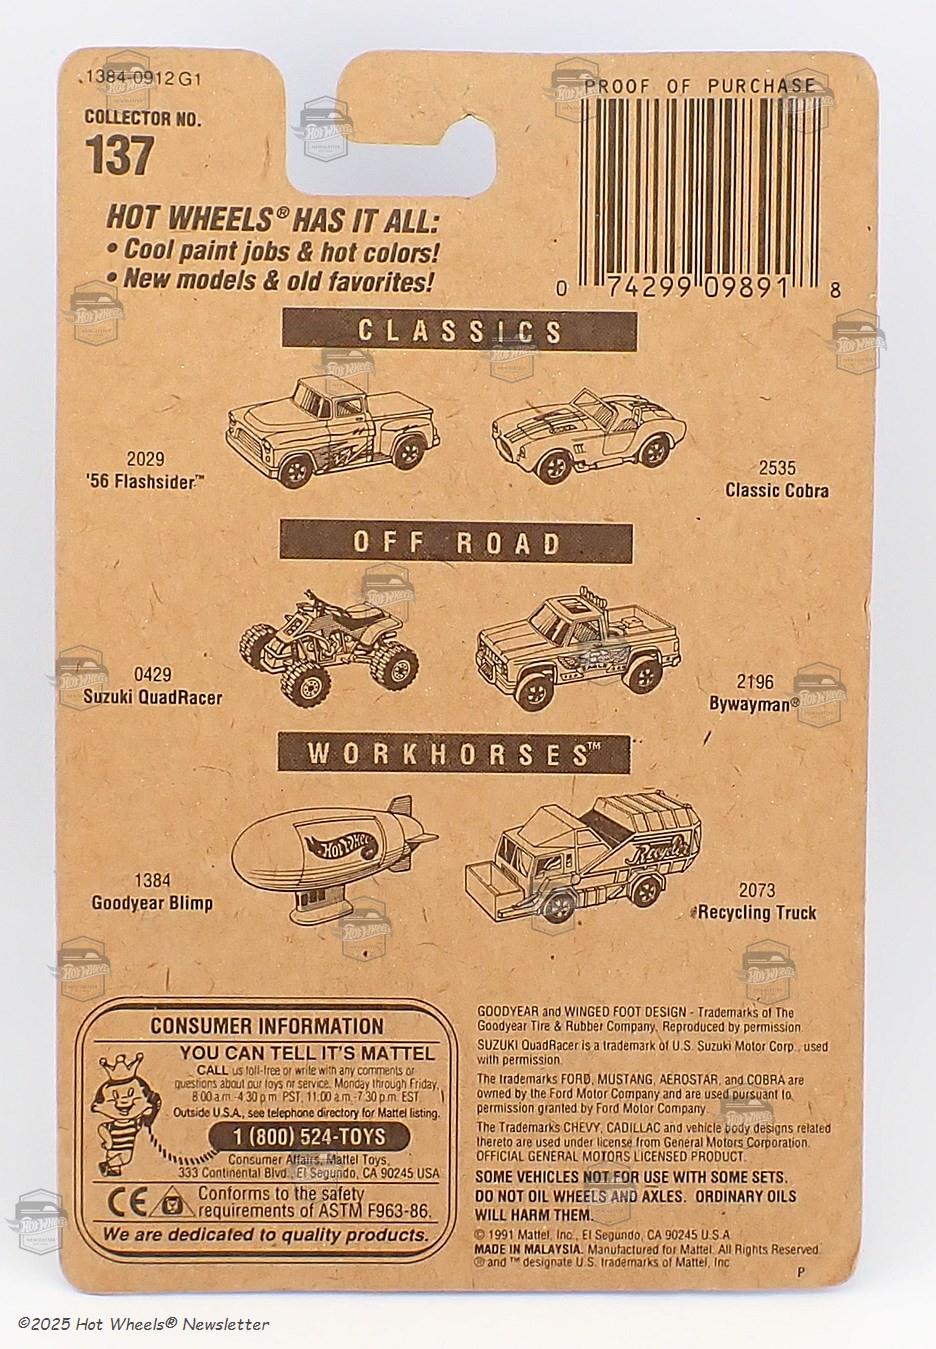 1384-0912 G1
PROOF OF PURCHASE
COLLECTOR NO.
137
0 74299 09891 8
HOT WHEELS® HAS IT ALL:
• Cool paint jobs & hot colors!
• New models & old favorites!
CLASSICS
2029
'56 Flashsider™
2535
Classic Cobra
OFF ROAD
0429
Suzuki QuadRacer
2196
Bywayman®
WORKHORSES™
Hot Wheels
Recycler
1384
Goodyear Blimp
2073
Recycling Truck
CONSUMER INFORMATION
YOU CAN TELL IT'S MATTEL
CALL us toll-free or write with any comments or
questions about our toys or service, Monday through Friday,
8:00 a.m.-4:30 p.m. PST, 11:00 a.m.-7:30 p.m. EST.
Outside U.S.A., see telephone directory for Mattel listing.
1 (800) 524-TOYS
Consumer Affairs, Mattel Toys,
333 Continental Blvd., El Segundo, CA 90245 USA
CE Conforms to the safety
requirements of ASTM F963-86.
We are dedicated to quality products.
GOODYEAR and WINGED FOOT DESIGN - Trademarks of The
Goodyear Tire & Rubber Company. Reproduced by permission.
SUZUKI QuadRacer is a trademark of U.S. Suzuki Motor Corp., used
with permission.
The trademarks FORD, MUSTANG, AEROSTAR, and COBRA are
owned by the Ford Motor Company and are used pursuant to
permission granted by Ford Motor Company.
The Trademarks CHEVY, CADILLAC and vehicle body designs related
thereto are used under license from General Motors Corporation.
OFFICIAL GENERAL MOTORS LICENSED PRODUCT.
SOME VEHICLES NOT FOR USE WITH SOME SETS.
DO NOT OIL WHEELS AND AXLES. ORDINARY OILS
WILL HARM THEM.
© 1991 Mattel, Inc., El Segundo, CA 90245 U.S.A.
MADE IN MALAYSIA. Manufactured for Mattel. All Rights Reserved.
® and ™ designate U.S. trademarks of Mattel, Inc.
P
©2025 Hot Wheels® Newsletter